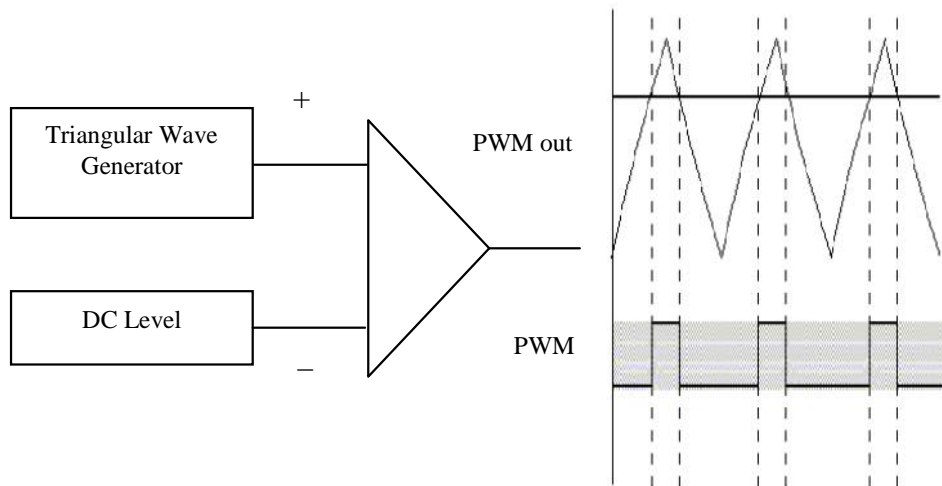 +
Triangular Wave
Generator
PWM out
DC Level
PWM
–